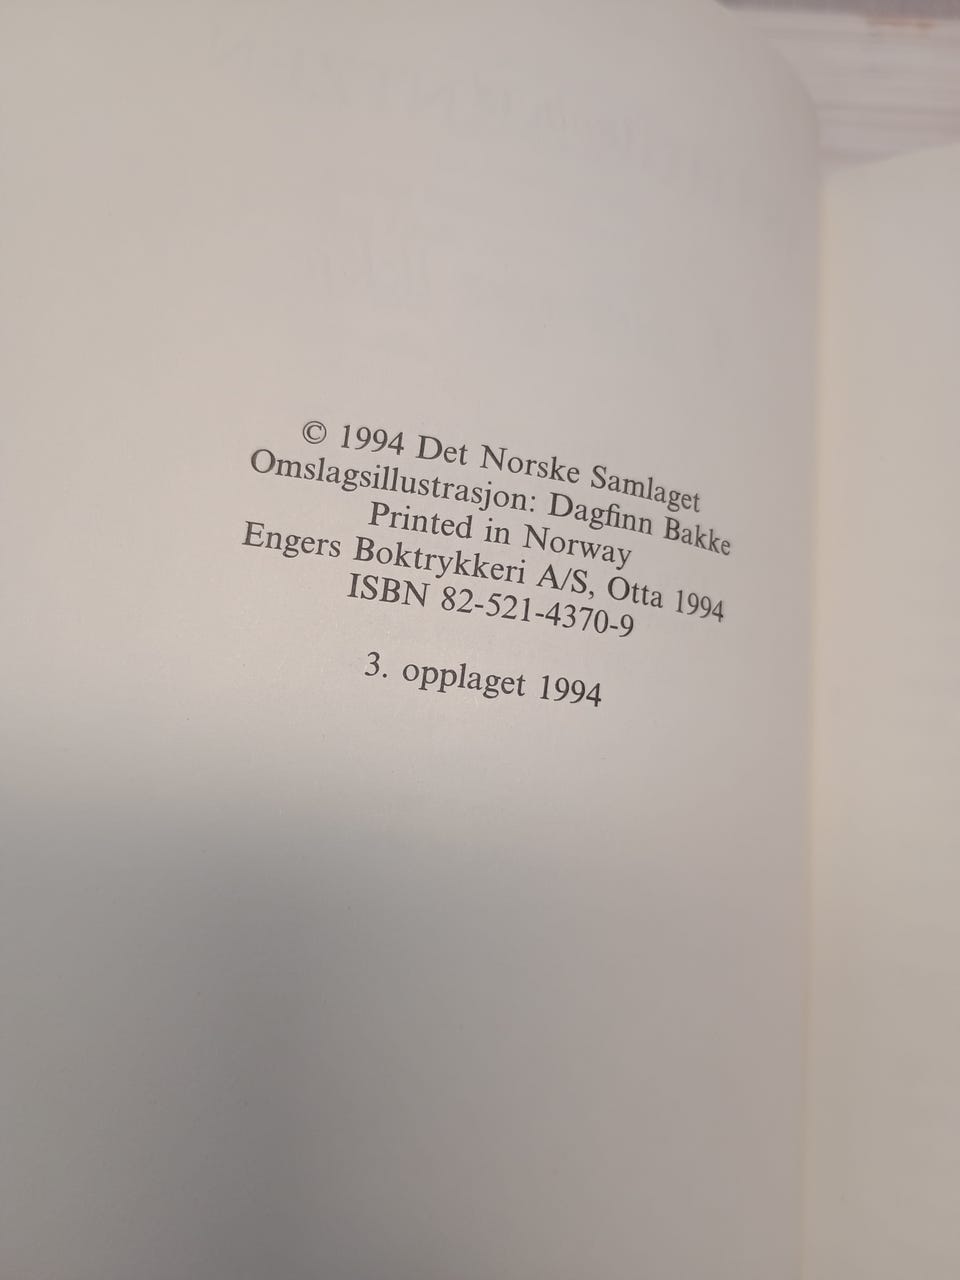 © 1994 Det Norske Samlaget
Omslagsillustrasjon: Dagfinn Bakke
Printed in Norway
Engers Boktrykkeri A/S, Otta 1994
ISBN 82-521-4370-9
3. opplaget 1994